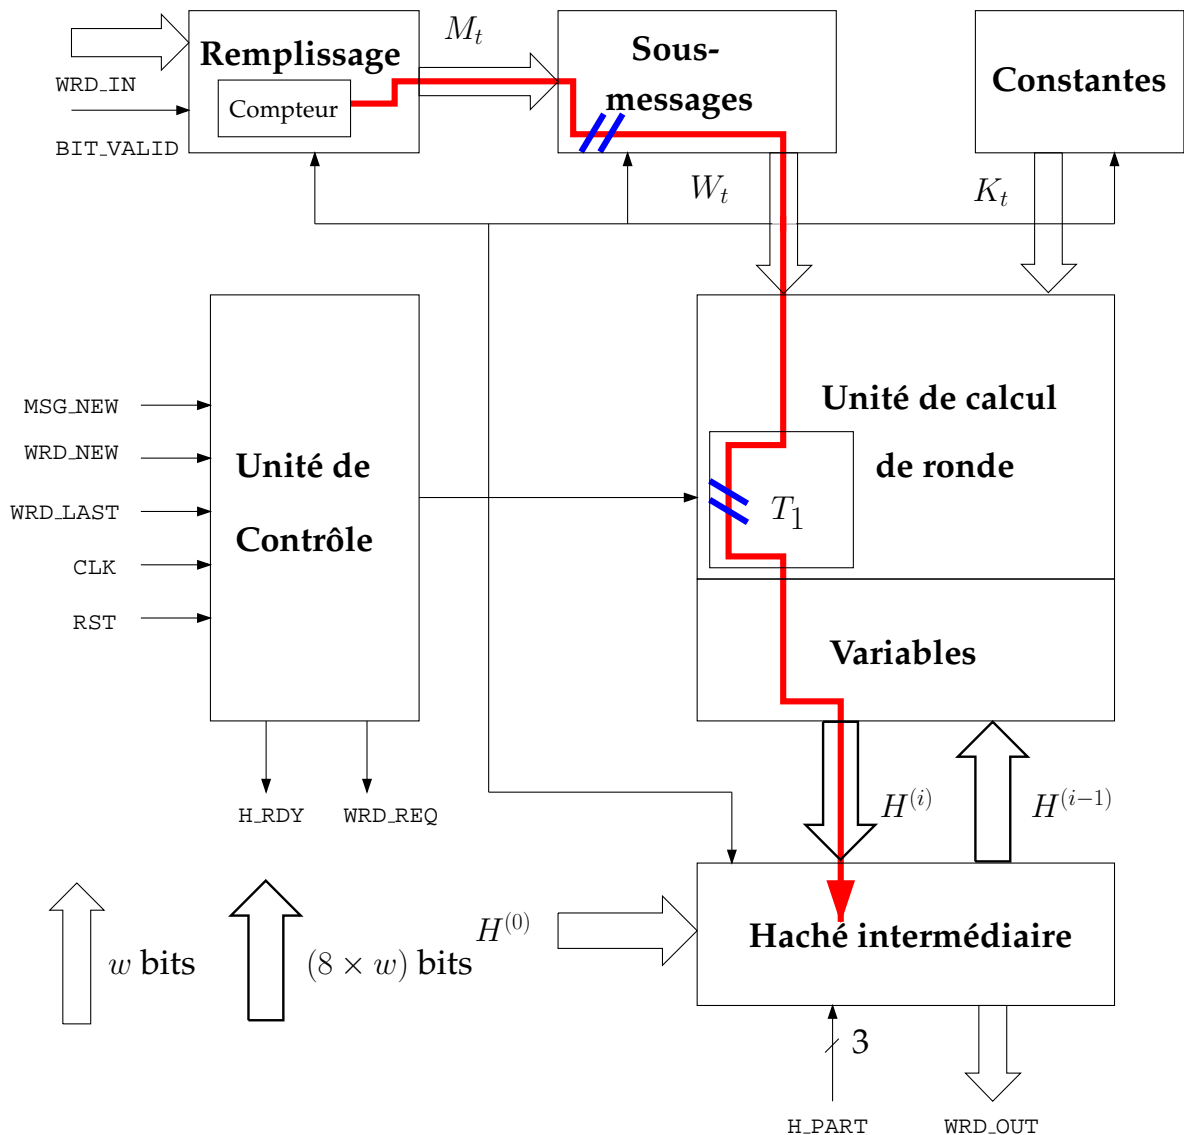 Remplissage
Compteur
M_t
Sous-
messages
Constantes
WRD_IN
BIT_VALID
W_t
K_t
MSG_NEW
WRD_NEW
WRD_LAST
CLK
RST
Unité de
Contrôle
Unité de calcul
de ronde
T_1
Variables
H_RDY
WRD_REQ
H^{(i)}
H^{(i−1)}
w bits
(8 × w) bits
H^{(0)}
Haché intermédiaire
3
H_PART
WRD_OUT